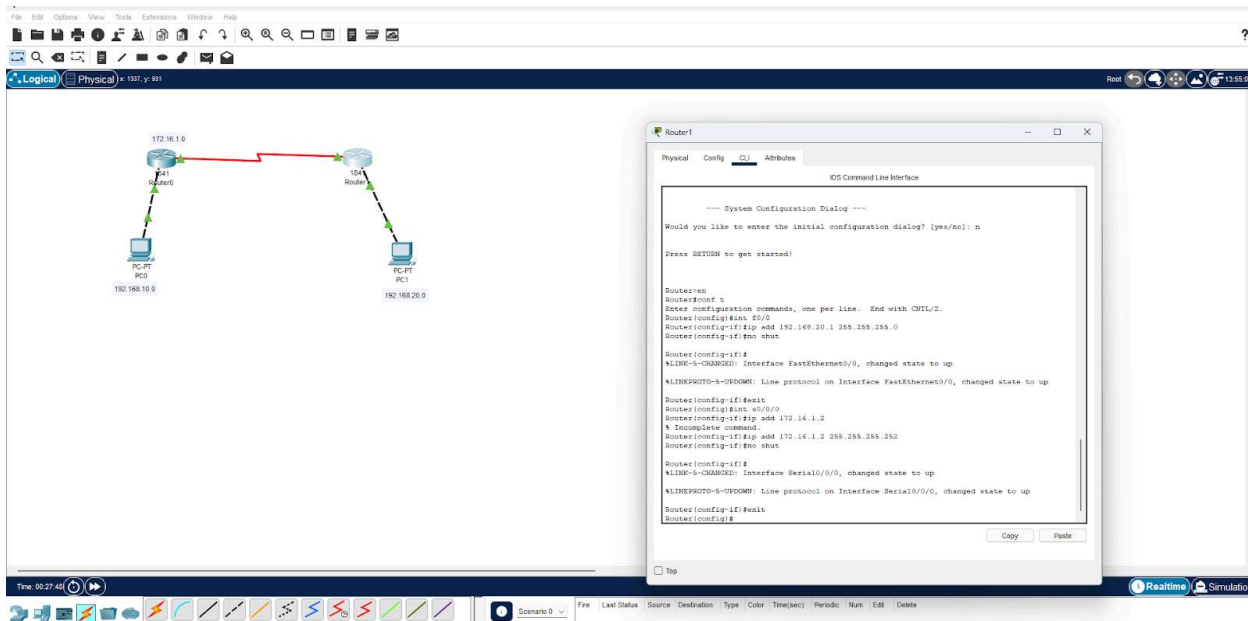 File Edit Options View Tools Extensions Window Help
?
Logical Physical x: 1337, y: 931
Root 13:55:0
172.16.1.0
1841
Router0
184
Router
PC-PT
PC0
192.168.10.0
PC-PT
PC1
192.168.20.0
Router1
Physical Config CLI Attributes
IOS Command Line Interface
--- System Configuration Dialog ---
Would you like to enter the initial configuration dialog? [yes/no]: n
Press RETURN to get started!
Router>en
Router#conf t
Enter configuration commands, one per line. End with CNTL/Z.
Router(config)#int f0/0
Router(config-if)#ip add 192.168.20.1 255.255.255.0
Router(config-if)#no shut
Router(config-if)#
%LINK-5-CHANGED: Interface FastEthernet0/0, changed state to up
%LINEPROTO-5-UPDOWN: Line protocol on Interface FastEthernet0/0, changed state to up
Router(config-if)#exit
Router(config)#int s0/0/0
Router(config-if)#ip add 172.16.1.2
% Incomplete command.
Router(config-if)#ip add 172.16.1.2 255.255.255.252
Router(config-if)#no shut
Router(config-if)#
%LINK-5-CHANGED: Interface Serial0/0/0, changed state to up
%LINEPROTO-5-UPDOWN: Line protocol on Interface Serial0/0/0, changed state to up
Router(config-if)#exit
Router(config)#
Copy Paste
Top
Time: 00:27:48
Realtime Simulatio
Scenario 0
Fire Last Status Source Destination Type Color Time(sec) Periodic Num Edit Delete